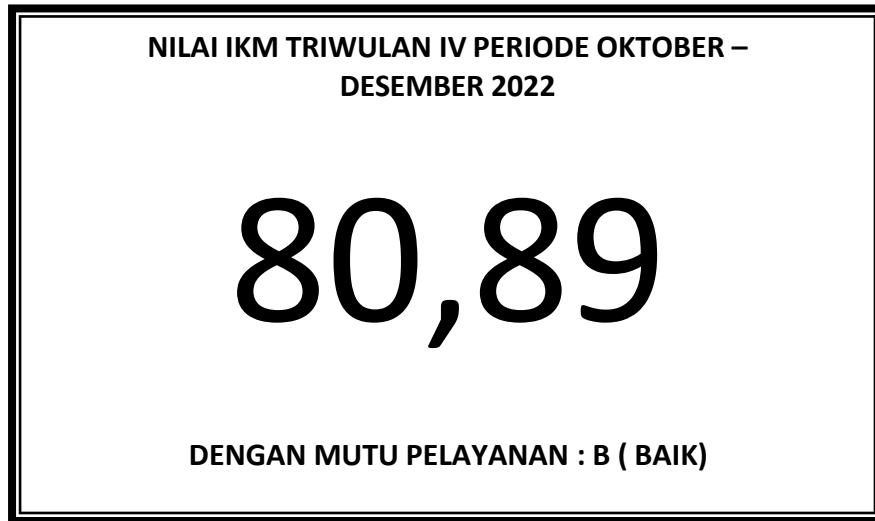 NILAI IKM TRIWULAN IV PERIODE OKTOBER –
DESEMBER 2022
80,89
DENGAN MUTU PELAYANAN : B ( BAIK)